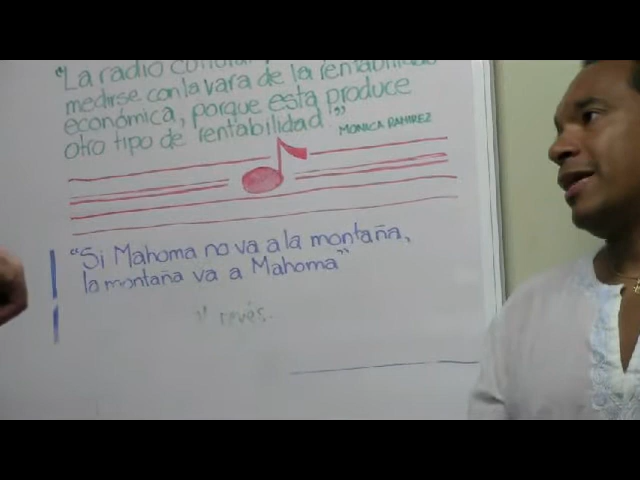 "La radio cultural
medirse con la vara de la rentabilidad
económica, porque esta produce
otro tipo de rentabilidad!"
MONICA RAMIREZ
"Si Mahoma no va a la montaña,
la montaña va a Mahoma"
revés.